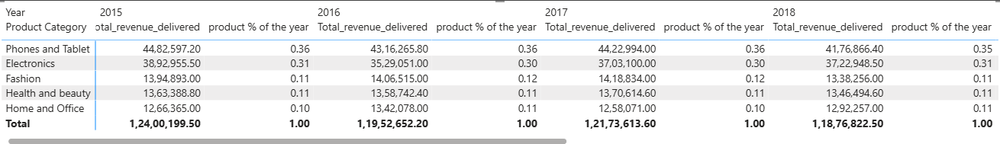 Year 2015 2016 2017 2018
Product Category otal_revenue_delivered product % of the year Total_revenue_delivered product % of the year Total_revenue_delivered product % of the year Total_revenue_delivered product % of the year
Phones and Tablet 44,82,597.20 0.36 43,16,265.80 0.36 44,22,994.00 0.36 41,76,866.40 0.35
Electronics 38,92,955.50 0.31 35,29,051.00 0.30 37,03,100.00 0.30 37,22,948.50 0.31
Fashion 13,94,893.00 0.11 14,06,515.00 0.12 14,18,834.00 0.12 13,38,256.00 0.11
Health and beauty 13,63,388.80 0.11 13,58,742.40 0.11 13,70,614.60 0.11 13,46,494.60 0.11
Home and Office 12,66,365.00 0.10 13,42,078.00 0.11 12,58,071.00 0.10 12,92,257.00 0.11
Total 1,24,00,199.50 1.00 1,19,52,652.20 1.00 1,21,73,613.60 1.00 1,18,76,822.50 1.00